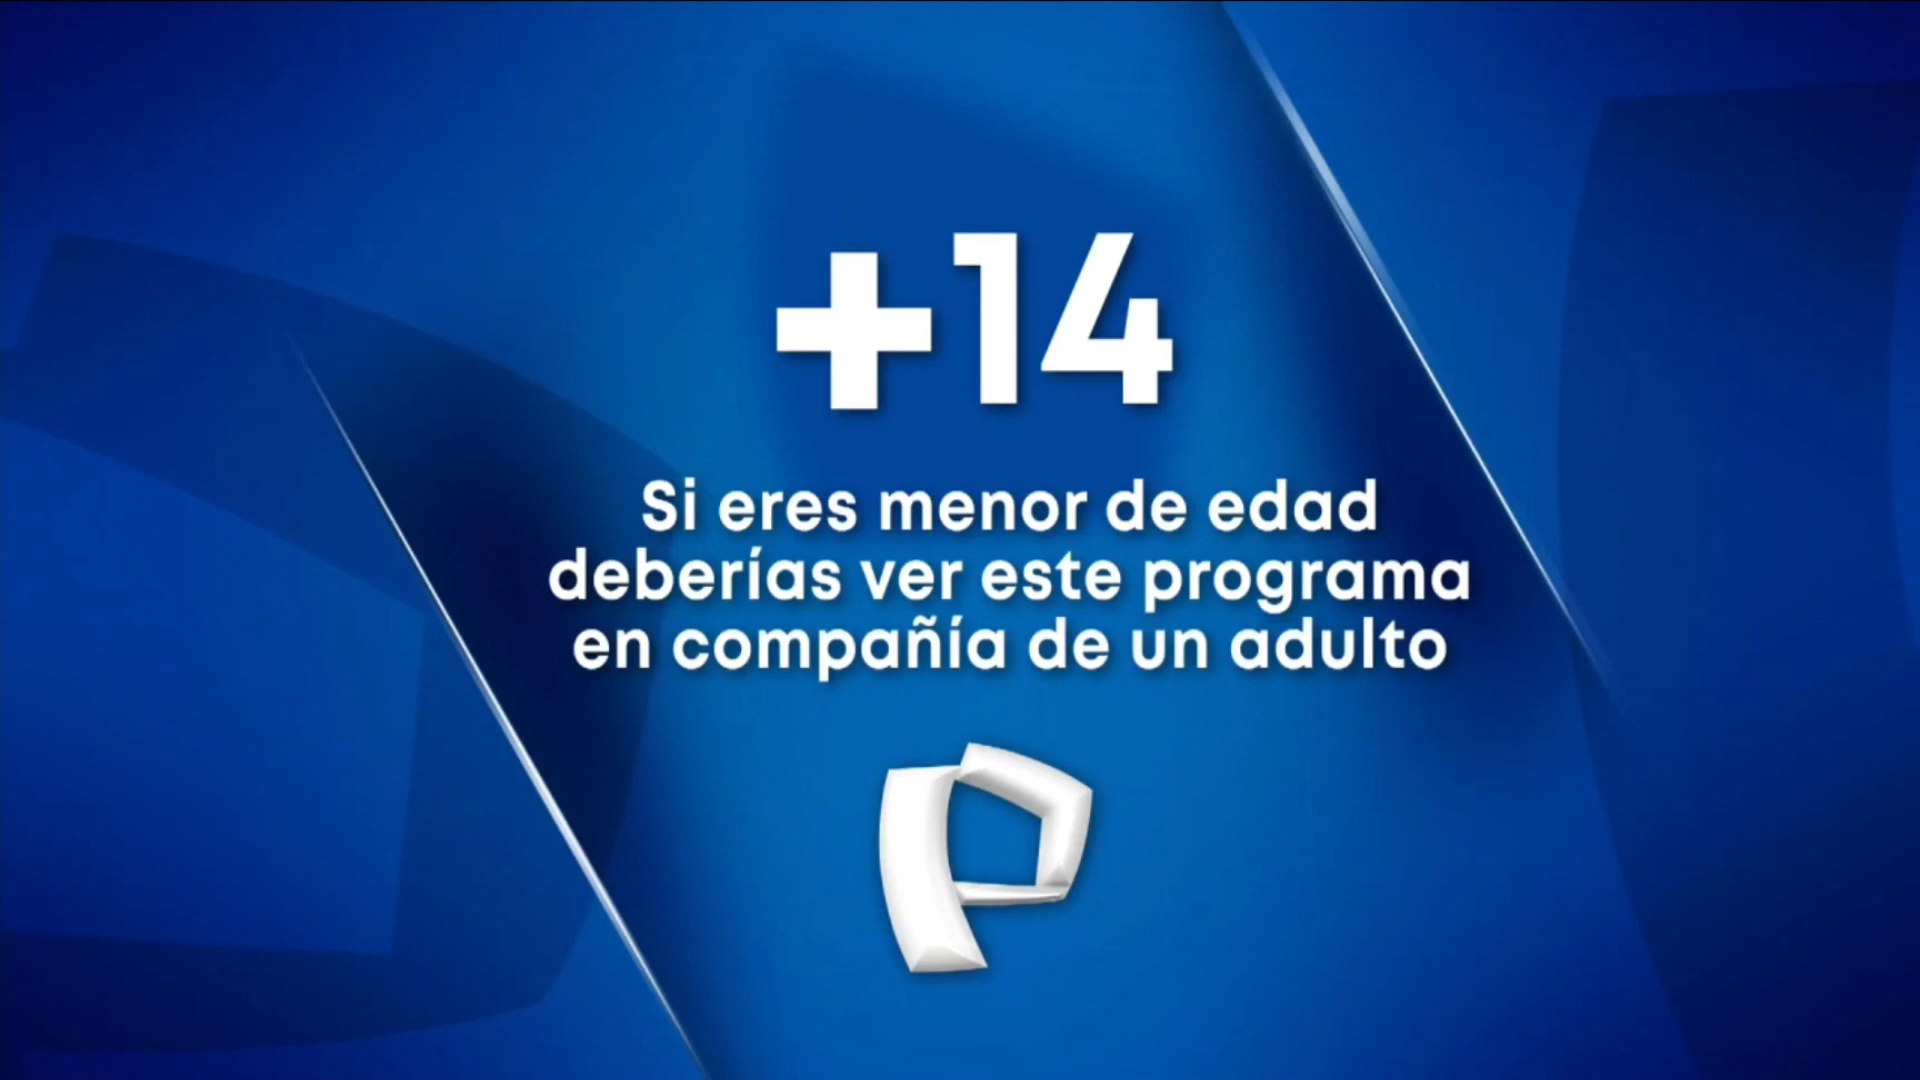 +14
Si eres menor de edad
deberías ver este programa
en compañía de un adulto
P